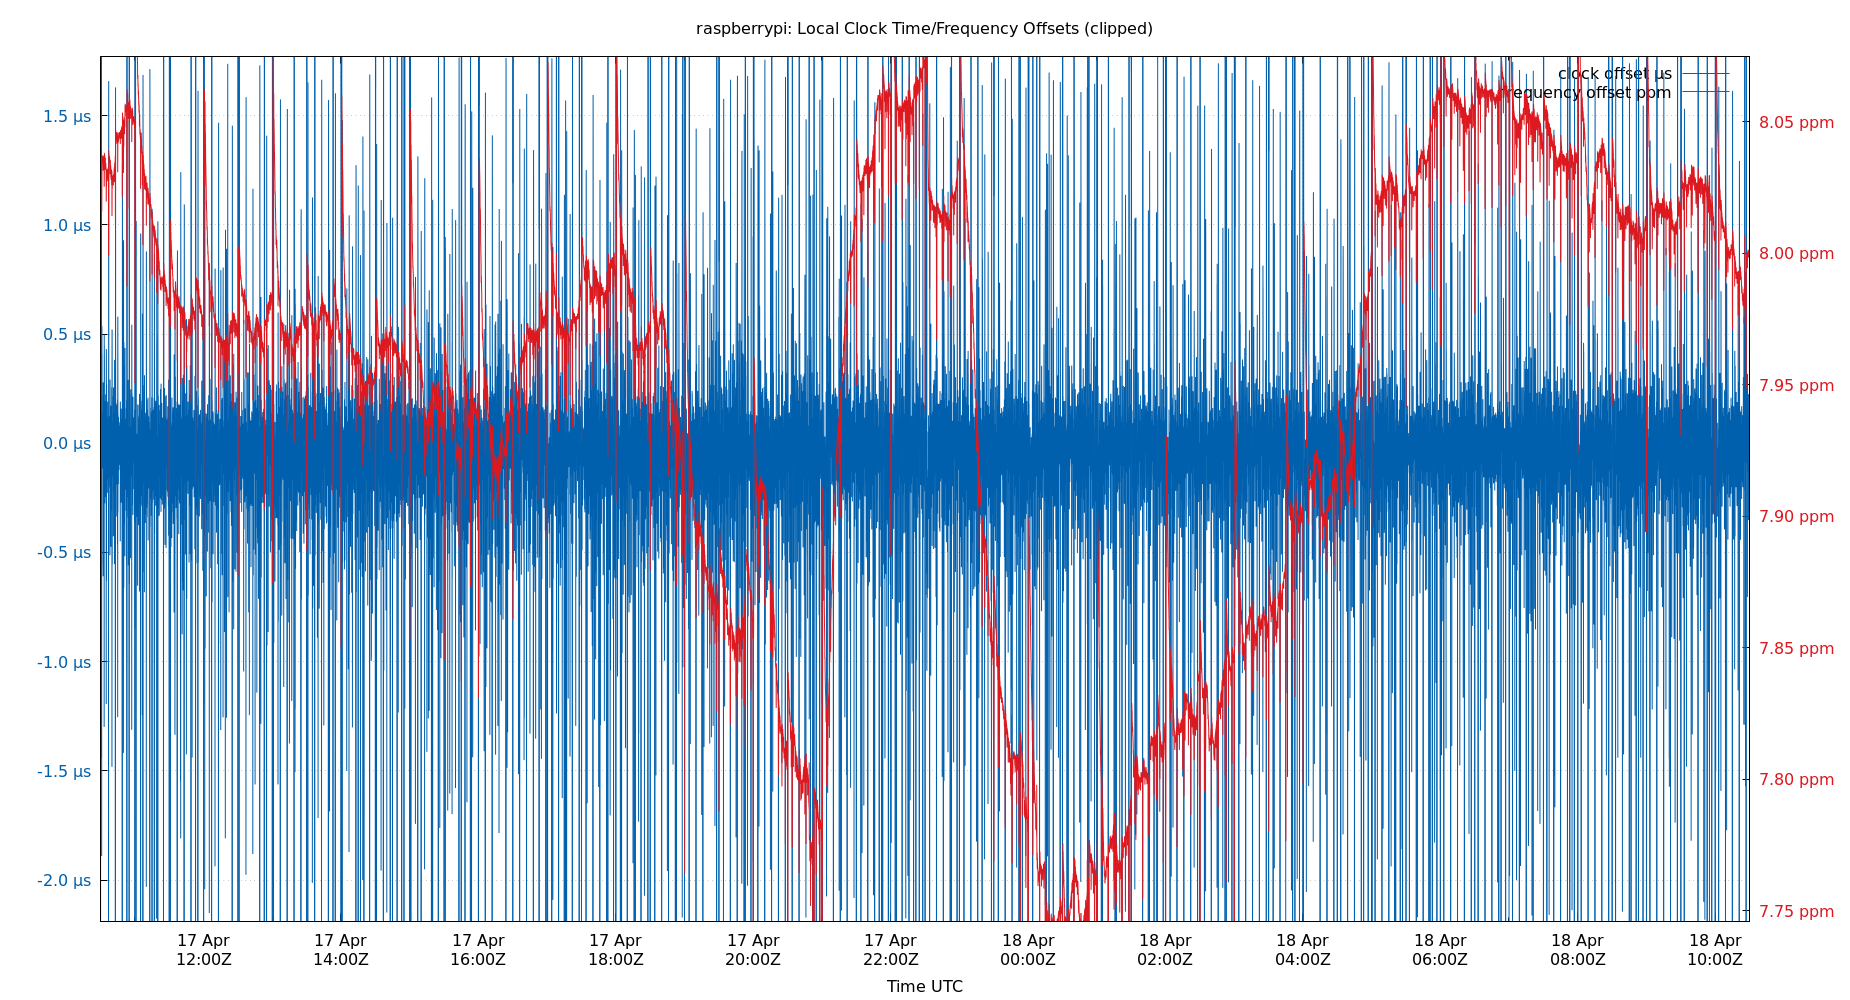 raspberrypi: Local Clock Time/Frequency Offsets (clipped)
clock offset µs
frequency offset ppm
1.5 µs
1.0 µs
0.5 µs
0.0 µs
-0.5 µs
-1.0 µs
-1.5 µs
-2.0 µs
8.05 ppm
8.00 ppm
7.95 ppm
7.90 ppm
7.85 ppm
7.80 ppm
7.75 ppm
17 Apr 17 Apr 17 Apr 17 Apr 17 Apr 17 Apr 18 Apr 18 Apr 18 Apr 18 Apr 18 Apr 18 Apr
12:00Z 14:00Z 16:00Z 18:00Z 20:00Z 22:00Z 00:00Z 02:00Z 04:00Z 06:00Z 08:00Z 10:00Z
Time UTC